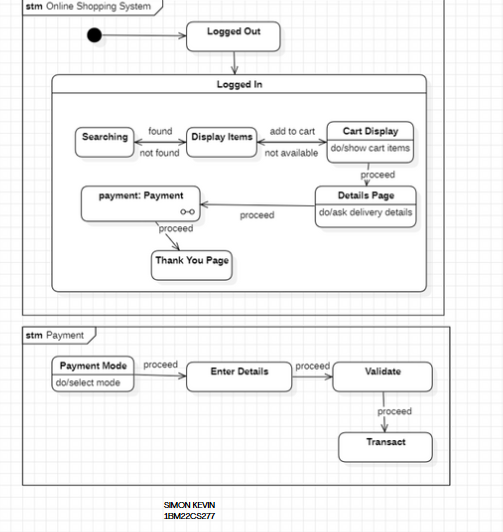 stm Online Shopping System
Logged Out
Logged In
Searching
found
not found
Display Items
add to cart
not available
Cart Display
do/show cart items
proceed
payment: Payment
proceed
Details Page
do/ask delivery details
proceed
Thank You Page
stm Payment
Payment Mode
do/select mode
proceed
Enter Details
proceed
Validate
proceed
Transact
SIMON KEVIN
1BM22CS277